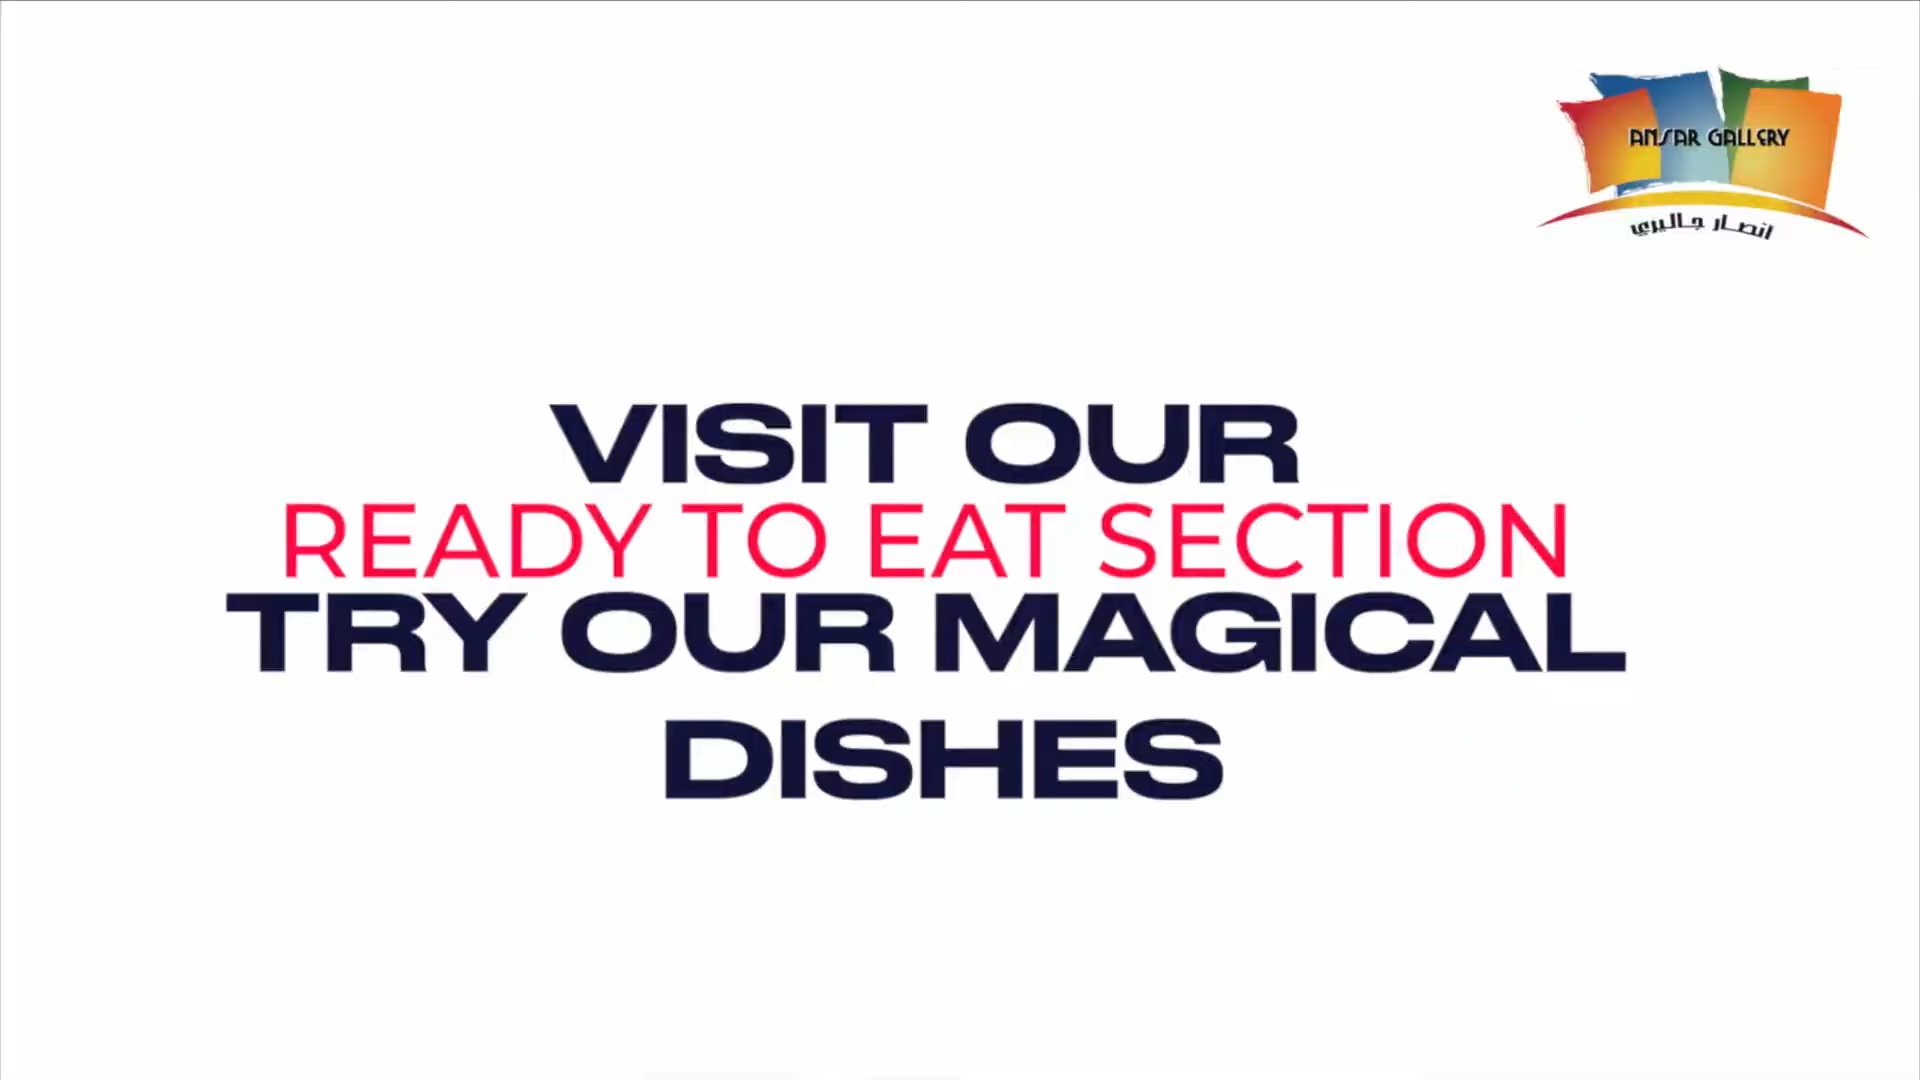 ANSAR GALLERY
انصار جاليري
VISIT OUR
READY TO EAT SECTION
TRY OUR MAGICAL
DISHES